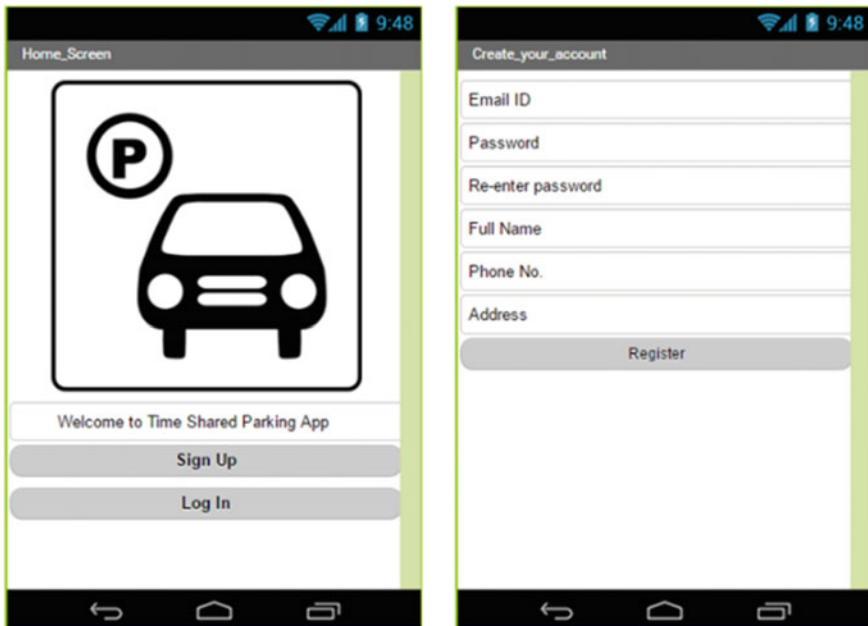 9:48
Home_Screen
P
Welcome to Time Shared Parking App
Sign Up
Log In
9:48
Create_your_account
Email ID
Password
Re-enter password
Full Name
Phone No.
Address
Register